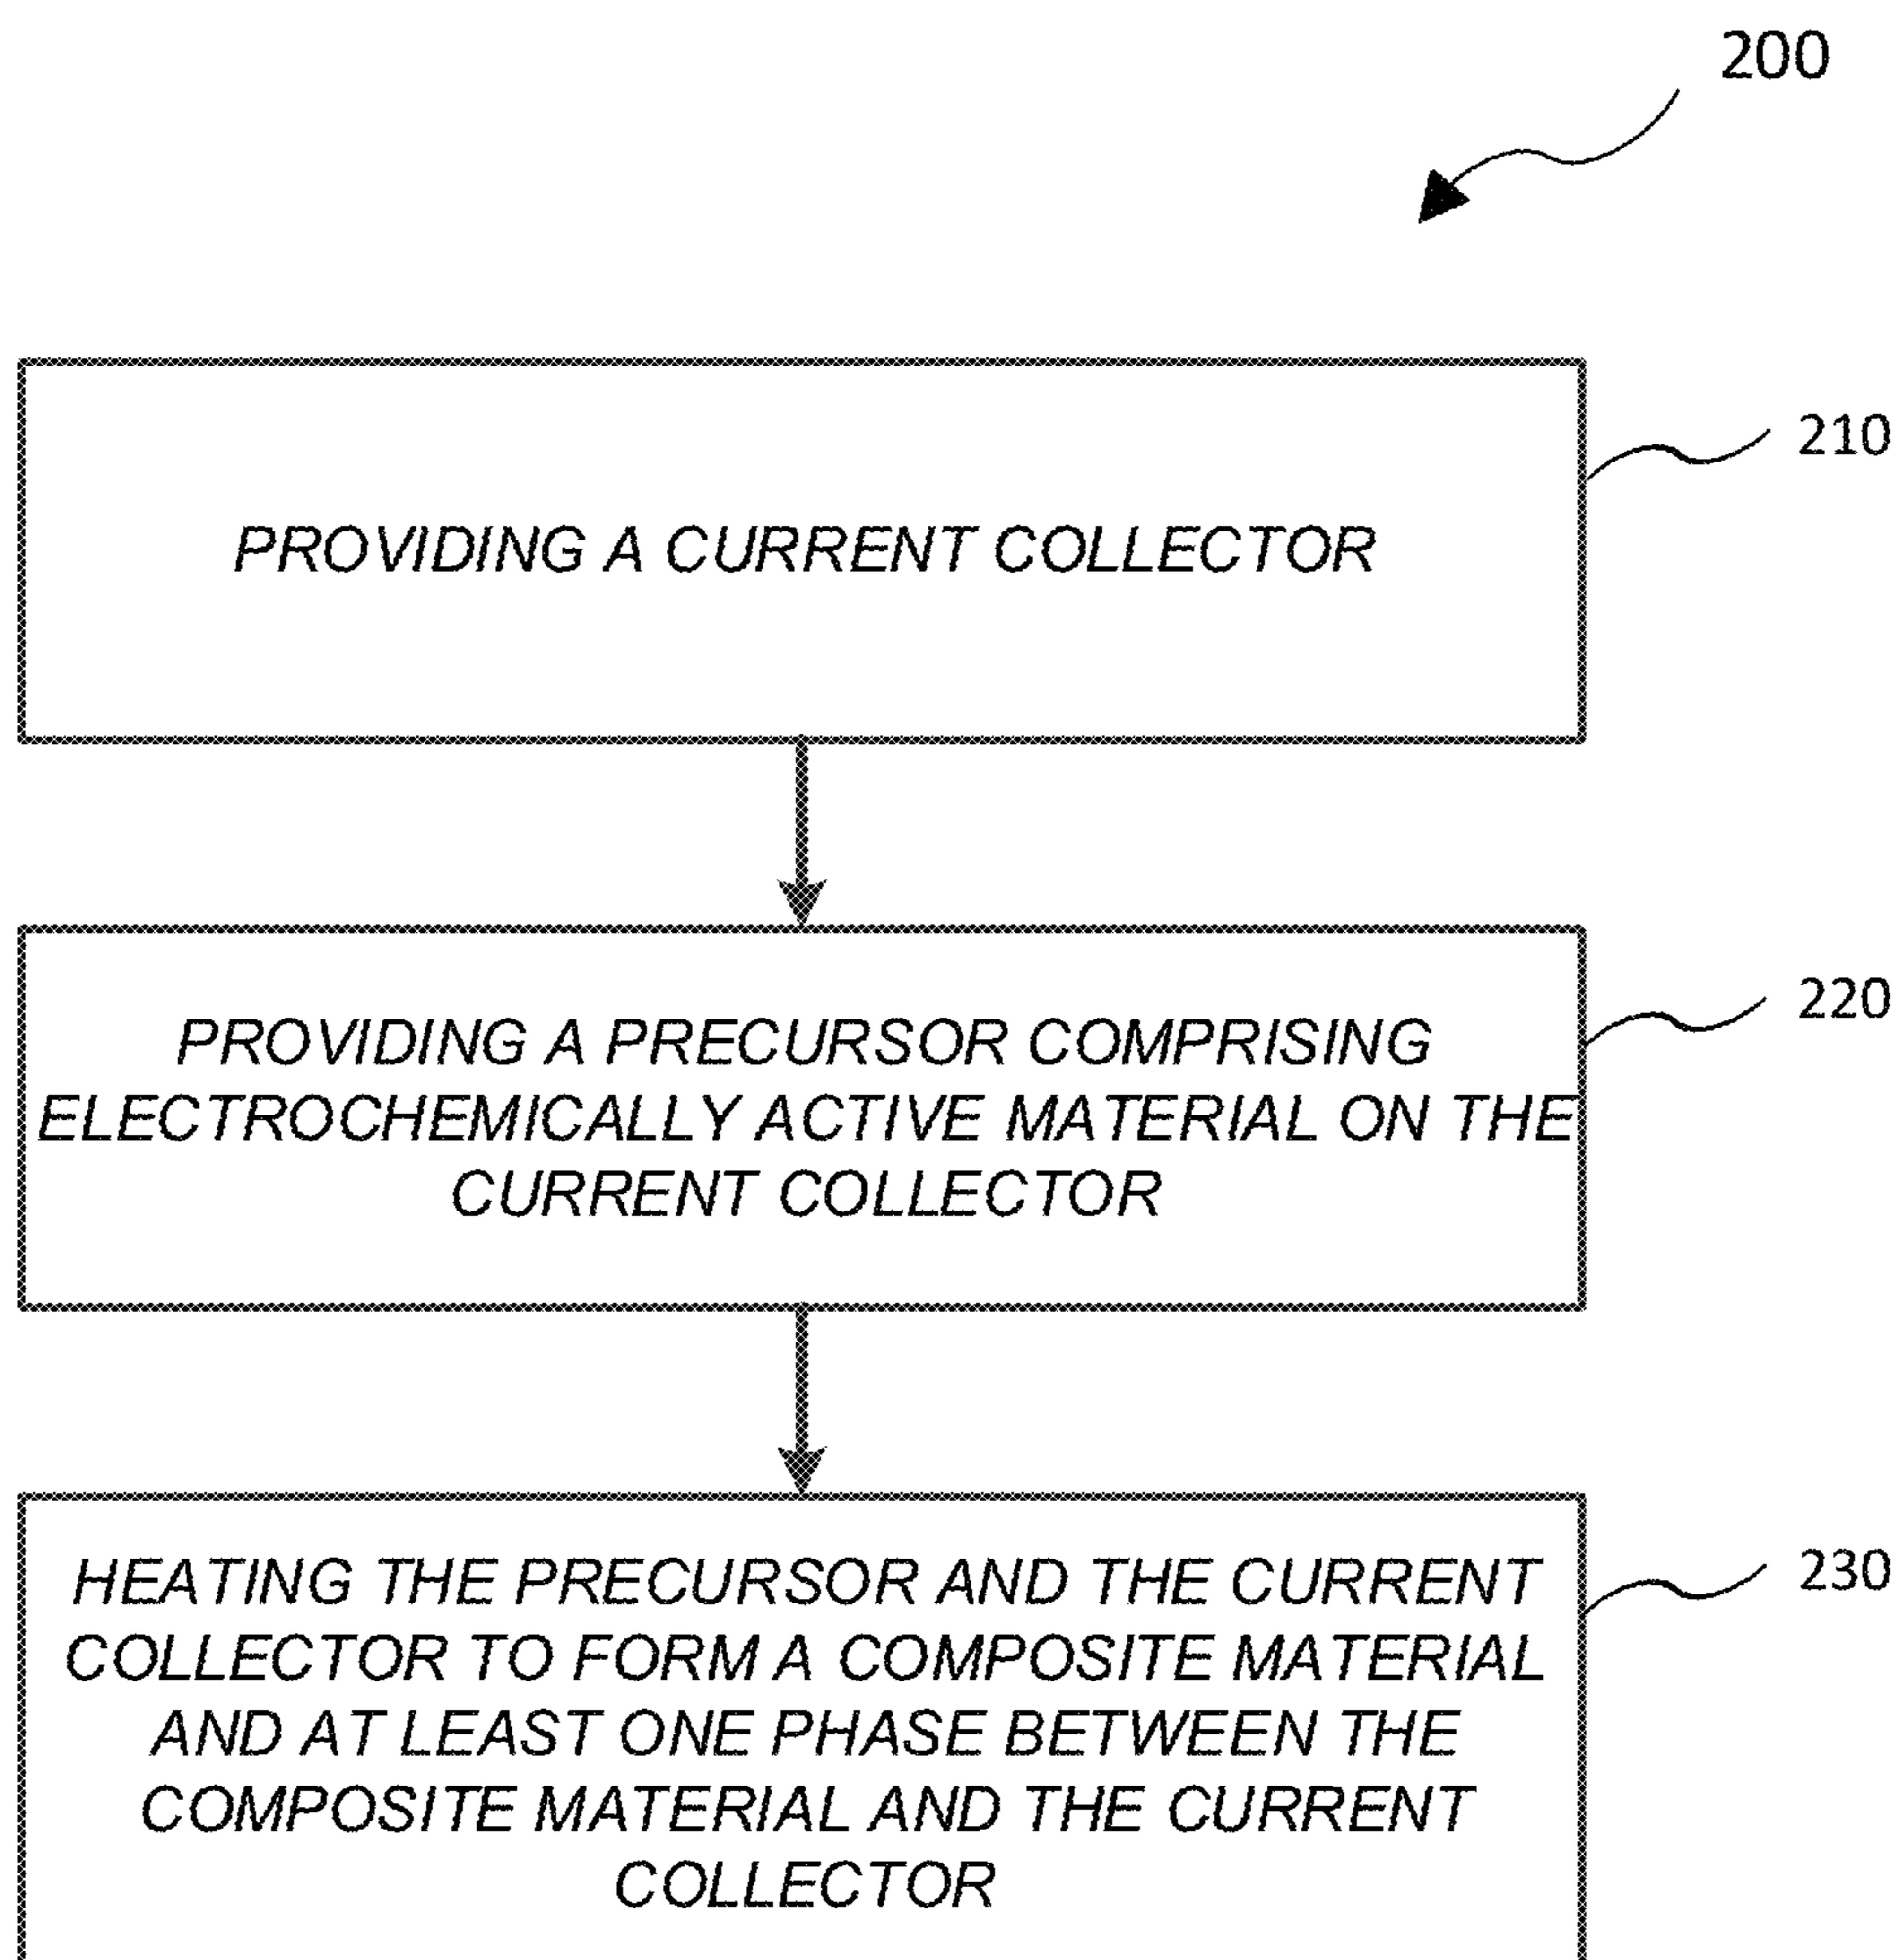 200
210
PROVIDING A CURRENT COLLECTOR
220
PROVIDING A PRECURSOR COMPRISING
ELECTROCHEMICALLY ACTIVE MATERIAL ON THE
CURRENT COLLECTOR
230
HEATING THE PRECURSOR AND THE CURRENT
COLLECTOR TO FORM A COMPOSITE MATERIAL
AND AT LEAST ONE PHASE BETWEEN THE
COMPOSITE MATERIAL AND THE CURRENT
COLLECTOR